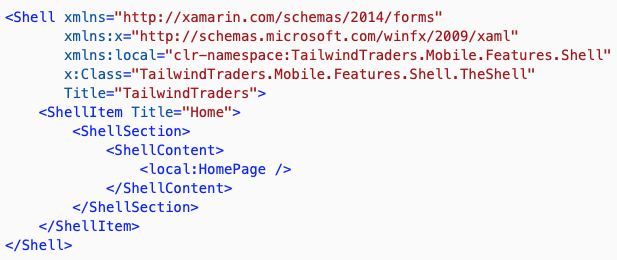 <Shell xmlns="http://xamarin.com/schemas/2014/forms"
       xmlns:x="http://schemas.microsoft.com/winfx/2009/xaml"
       xmlns:local="clr-namespace:TailwindTraders.Mobile.Features.Shell"
       x:Class="TailwindTraders.Mobile.Features.Shell.TheShell"
       Title="TailwindTraders">
    <ShellItem Title="Home">
        <ShellSection>
            <ShellContent>
                <local:HomePage />
            </ShellContent>
        </ShellSection>
    </ShellItem>
</Shell>